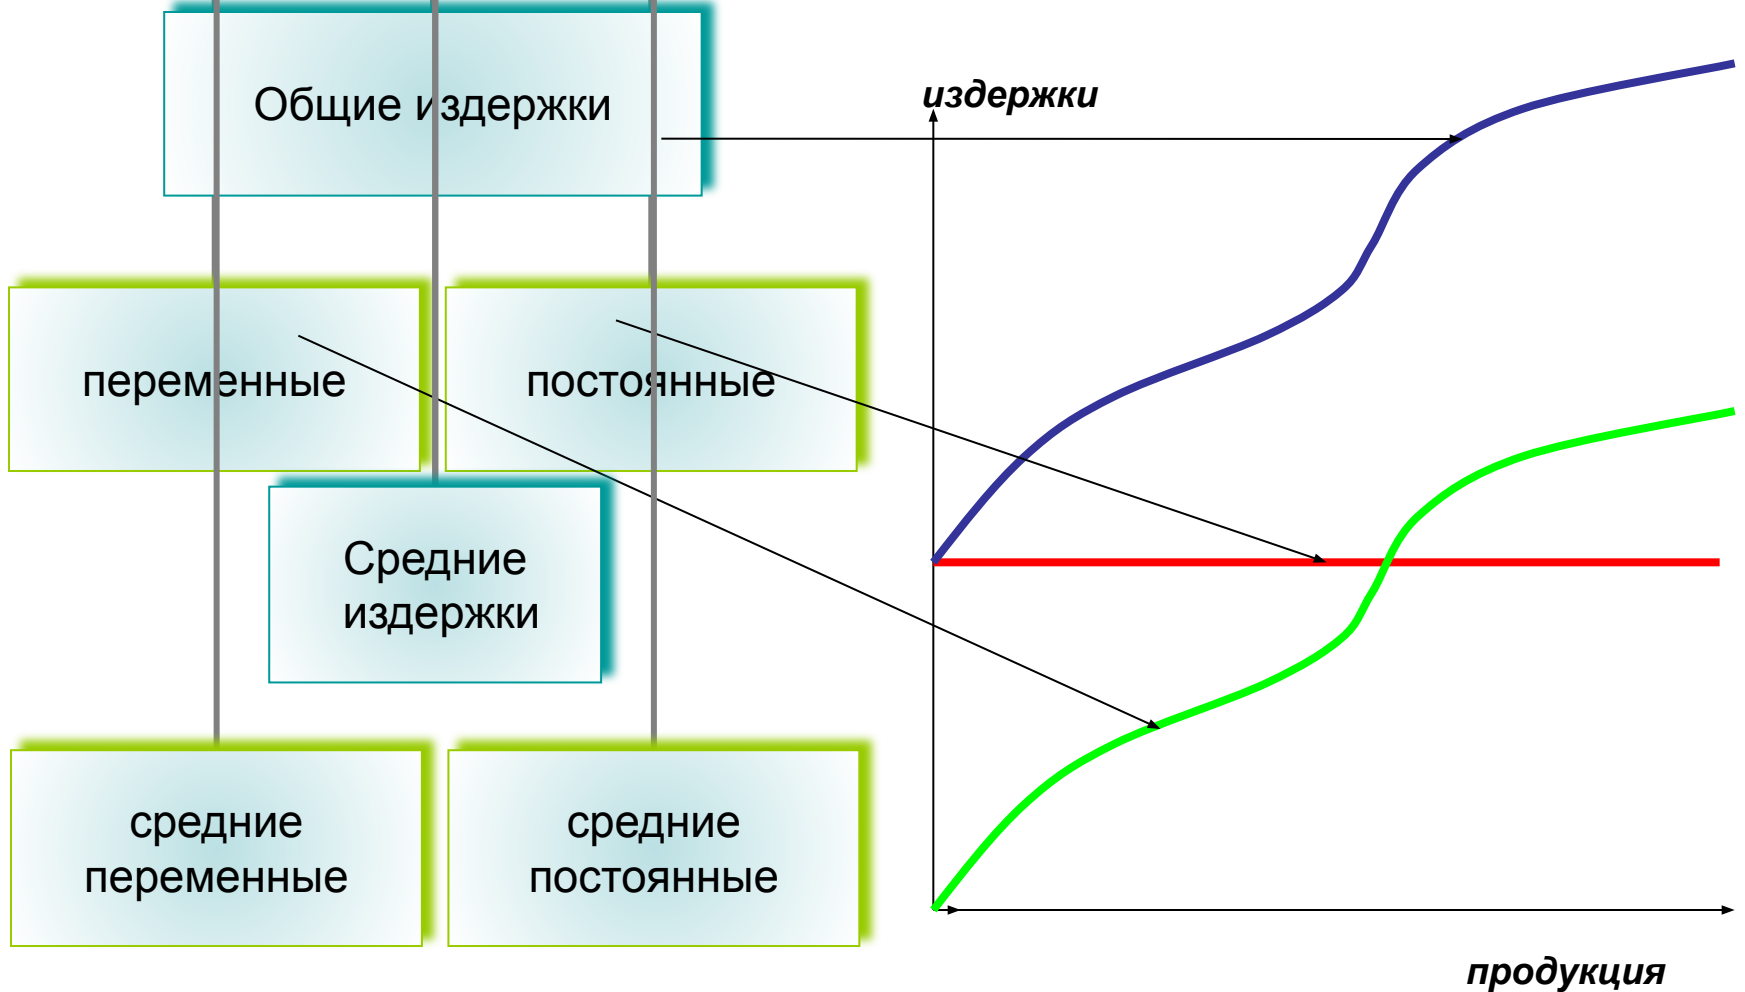 Общие издержки
издержки
переменные
постоянные
Средние
издержки
средние
переменные
средние
постоянные
продукция